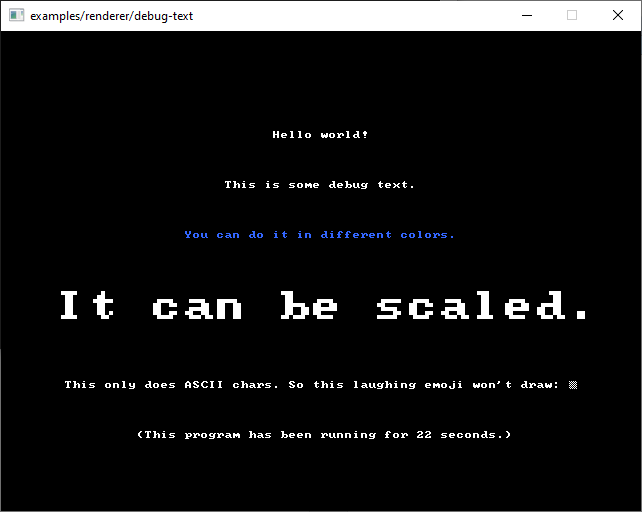 examples/renderer/debug-text
Hello world!
This is some debug text.
You can do it in different colors.
It can be scaled.
This only does ASCII chars. So this laughing emoji won't draw: ▒
(This program has been running for 22 seconds.)